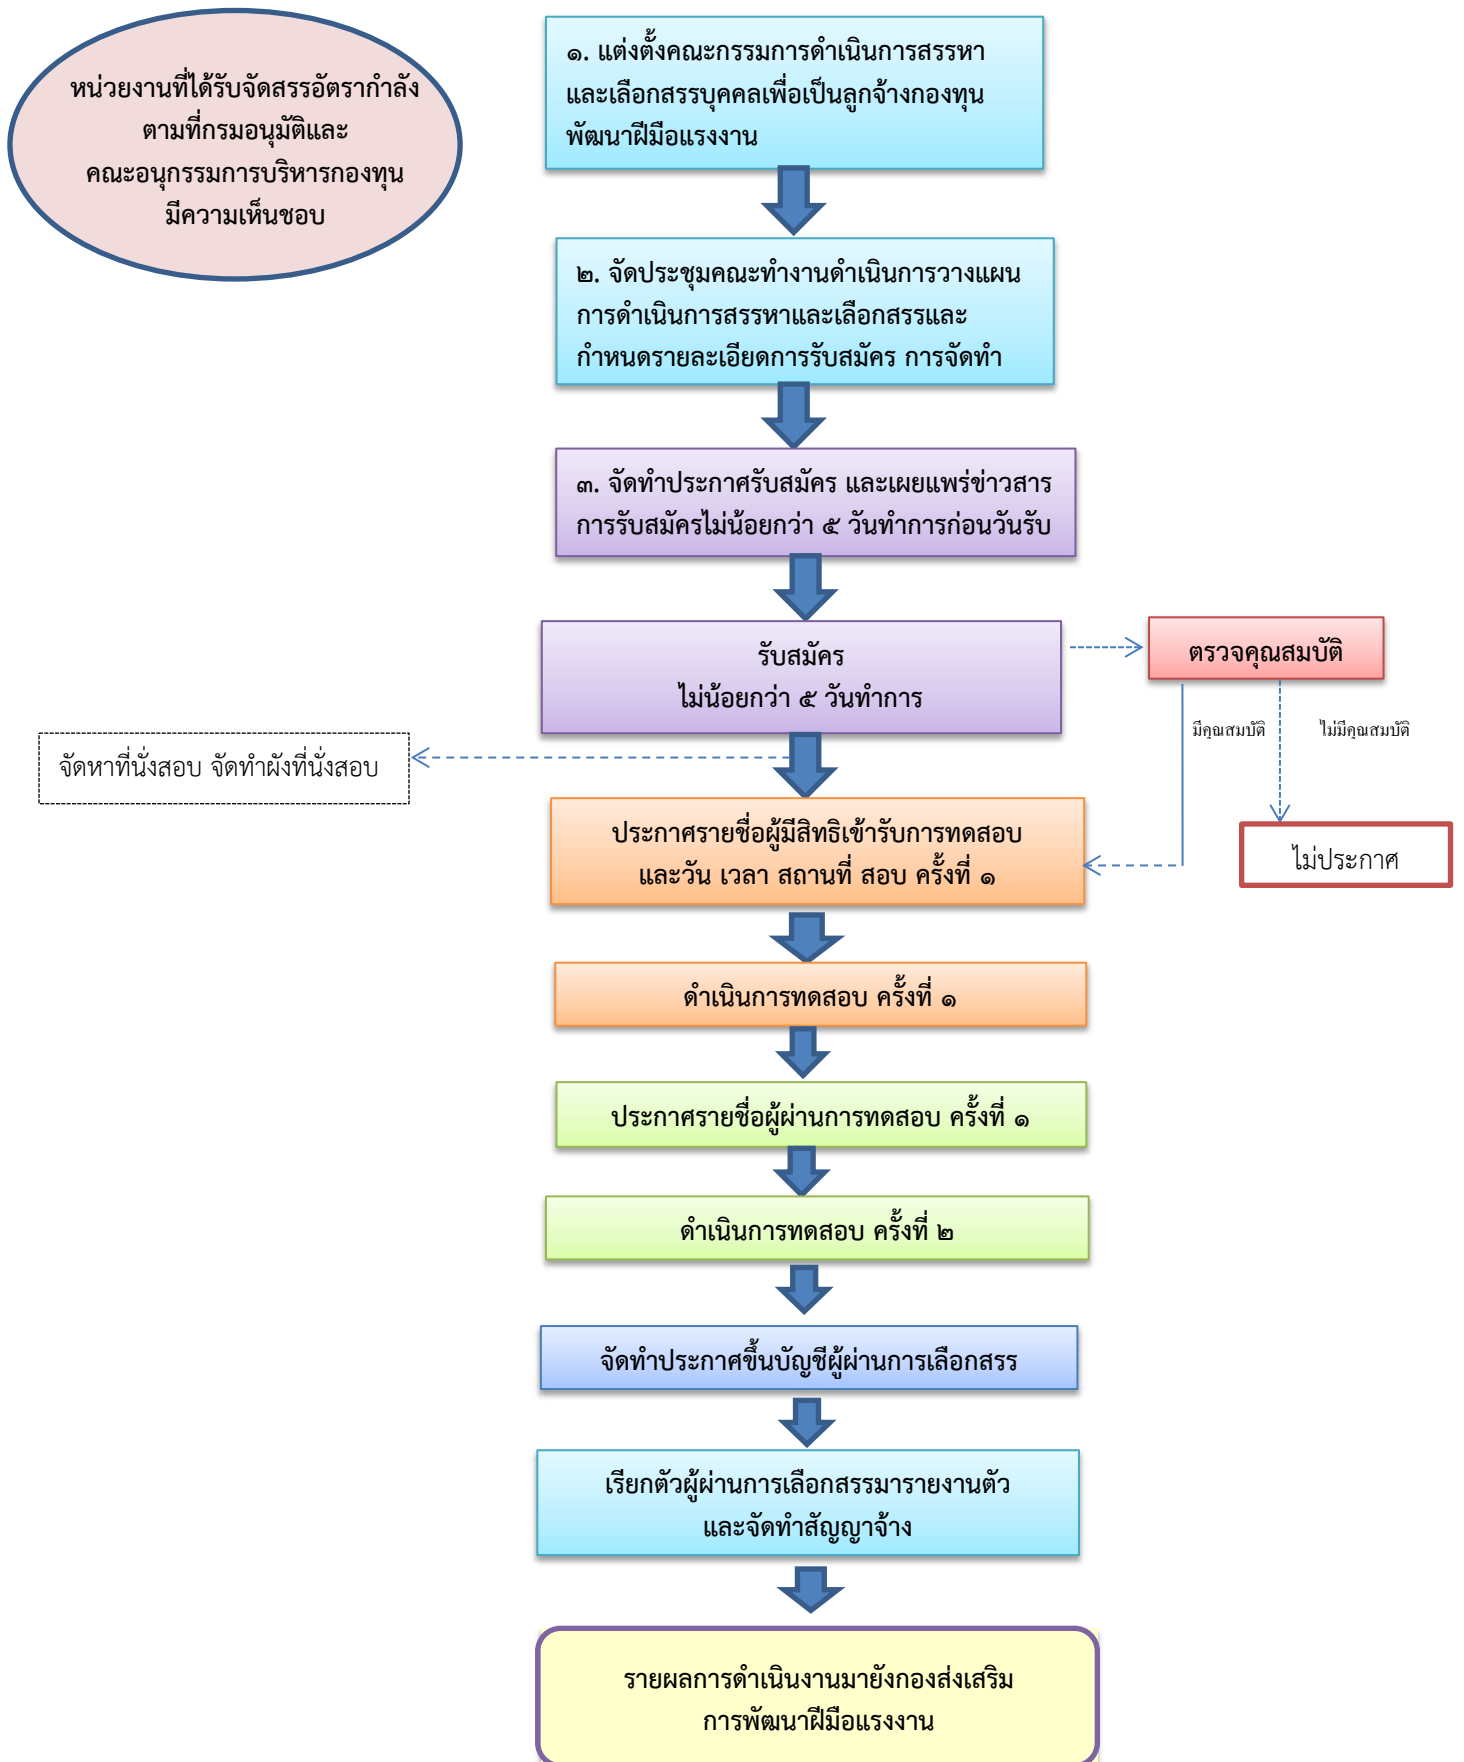 หน่วยงานที่ได้รับจัดสรรอัตรากำลัง
ตามที่กรมอนุมัติและ
คณะอนุกรรมการบริหารกองทุน
มีความเห็นชอบ
๑. แต่งตั้งคณะกรรมการดำเนินการสรรหา
และเลือกสรรบุคคลเพื่อเป็นลูกจ้างกองทุน
พัฒนาฝีมือแรงงาน
๒. จัดประชุมคณะทำงานดำเนินการวางแผน
การดำเนินการสรรหาและเลือกสรรและ
กำหนดรายละเอียดการรับสมัคร การจัดทำ
๓. จัดทำประกาศรับสมัคร และเผยแพร่ข่าวสาร
การรับสมัครไม่น้อยกว่า ๕ วันทำการก่อนวันรับ
รับสมัคร
ไม่น้อยกว่า ๕ วันทำการ
ตรวจคุณสมบัติ
มีคุณสมบัติ
ไม่มีคุณสมบัติ
จัดหาที่นั่งสอบ จัดทำผังที่นั่งสอบ
ประกาศรายชื่อผู้มีสิทธิเข้ารับการทดสอบ
และวัน เวลา สถานที่ สอบ ครั้งที่ ๑
ไม่ประกาศ
ดำเนินการทดสอบ ครั้งที่ ๑
ประกาศรายชื่อผู้ผ่านการทดสอบ ครั้งที่ ๑
ดำเนินการทดสอบ ครั้งที่ ๒
จัดทำประกาศขึ้นบัญชีผู้ผ่านการเลือกสรร
เรียกตัวผู้ผ่านการเลือกสรรมารายงานตัว
และจัดทำสัญญาจ้าง
รายผลการดำเนินงานมายังกองส่งเสริม
การพัฒนาฝีมือแรงงาน